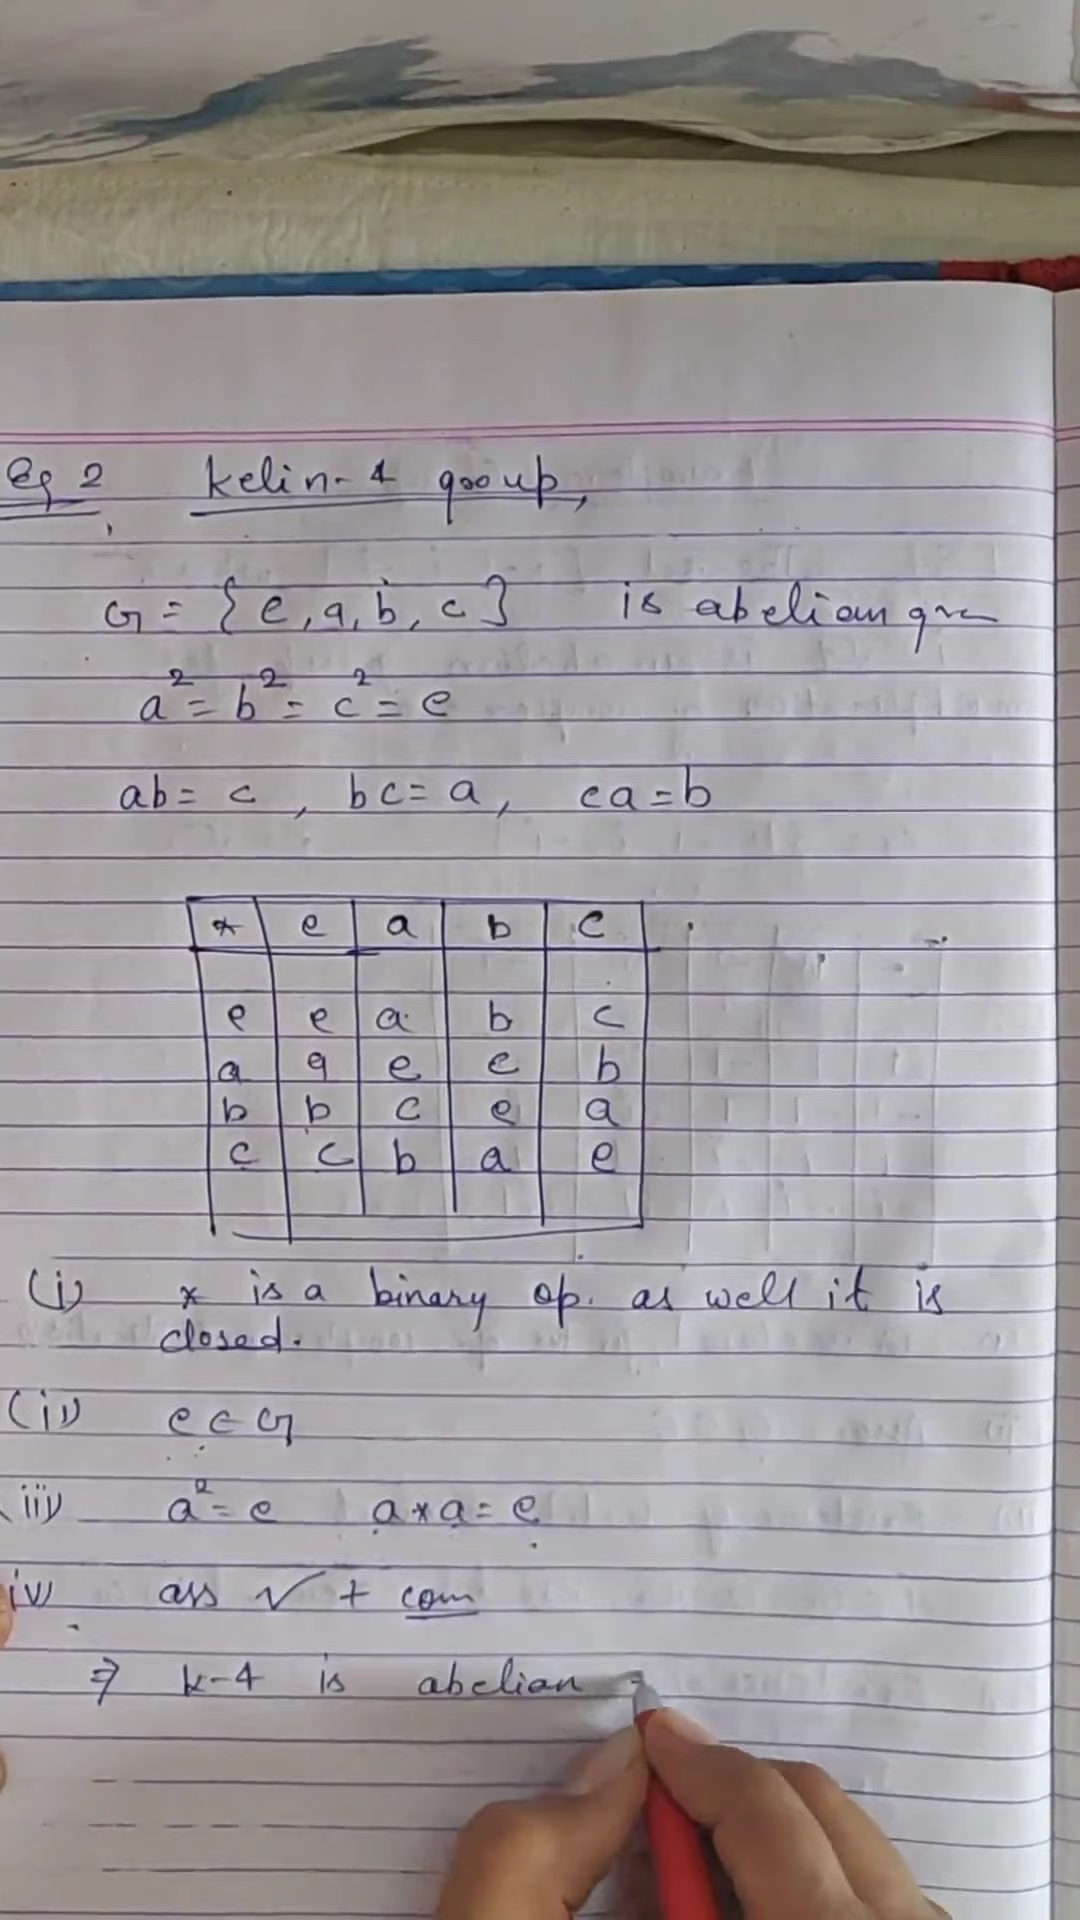 Eg 2 Kelin-4 group,
G = {e, a, b, c} is abelian
a² = b² = c² = e
ab = c, bc = a, ca = b
* e a b c
e e a b c
a a e e b
b b c e a
c c b a e
(i) * is a binary op. as well it is
closed.
(ii) e ∈ G
iii) a² = e a * a = e
iv) ass ✓ + com
⇒ k-4 is abelian